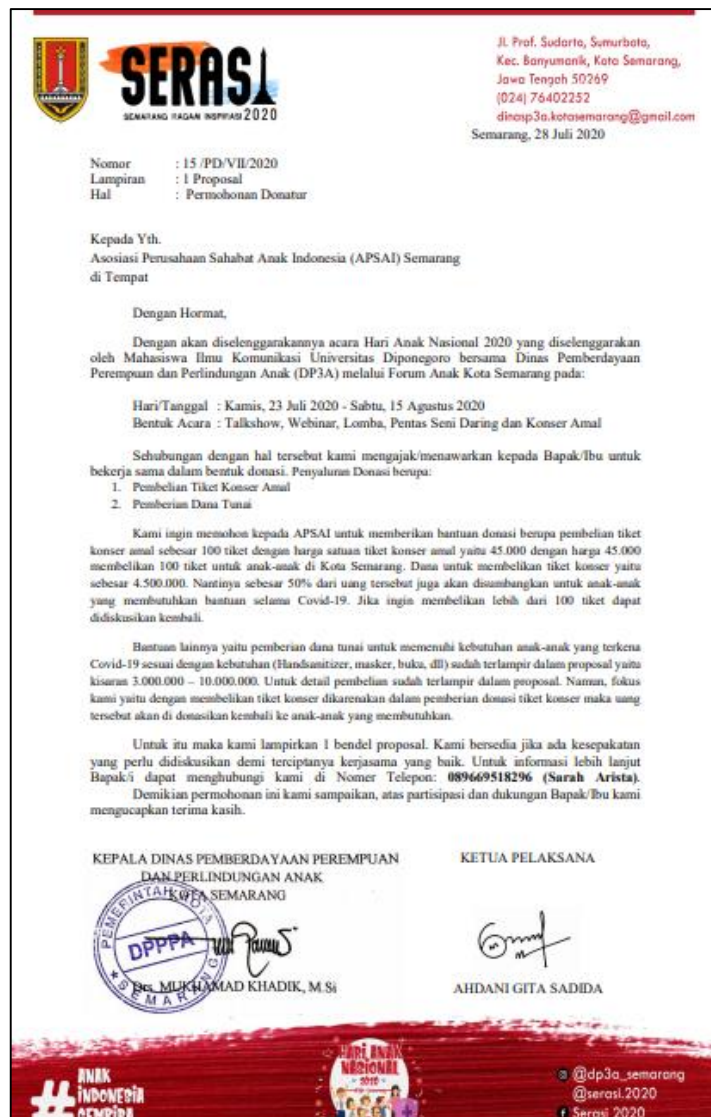 SERASI
SEMARANG RAGAM INSPIRASI 2020
Jl. Prof. Sudarto, Sumurboto,
Kec. Banyumanik, Kota Semarang,
Jawa Tengah 50269
(024) 76402252
dinasp3a.kotasemarang@gmail.com
Semarang, 28 Juli 2020
Nomor : 15 /PD/VII/2020
Lampiran : 1 Proposal
Hal : Permohonan Donatur
Kepada Yth.
Asosiasi Perusahaan Sahabat Anak Indonesia (APSAI) Semarang
di Tempat
Dengan Hormat,
Dengan akan diselenggarakannya acara Hari Anak Nasional 2020 yang diselenggarakan
oleh Mahasiswa Ilmu Komunikasi Universitas Diponegoro bersama Dinas Pemberdayaan
Perempuan dan Perlindungan Anak (DP3A) melalui Forum Anak Kota Semarang pada:
Hari/Tanggal : Kamis, 23 Juli 2020 - Sabtu, 15 Agustus 2020
Bentuk Acara : Talkshow, Webinar, Lomba, Pentas Seni Daring dan Konser Amal
Sehubungan dengan hal tersebut kami mengajak/menawarkan kepada Bapak/Ibu untuk
bekerja sama dalam bentuk donasi. Penyaluran Donasi berupa:
1. Pembelian Tiket Konser Amal
2. Pemberian Dana Tunai
Kami ingin memohon kepada APSAI untuk memberikan bantuan donasi berupa pembelian tiket
konser amal sebesar 100 tiket dengan harga satuan tiket konser amal yaitu 45.000 dengan harga 45.000
membelikan 100 tiket untuk anak-anak di Kota Semarang. Dana untuk membelikan tiket konser yaitu
sebesar 4.500.000. Nantinya sebesar 50% dari uang tersebut juga akan disumbangkan untuk anak-anak
yang membutuhkan bantuan selama Covid-19. Jika ingin membelikan lebih dari 100 tiket dapat
didiskusikan kembali.
Bantuan lainnya yaitu pemberian dana tunai untuk memenuhi kebutuhan anak-anak yang terkena
Covid-19 sesuai dengan kebutuhan (Handsanitizer, masker, buku, dll) sudah terlampir dalam proposal yaitu
kisaran 3.000.000 – 10.000.000. Untuk detail pembelian sudah terlampir dalam proposal. Namun, fokus
kami yaitu dengan membelikan tiket konser dikarenakan dalam pemberian donasi tiket konser maka uang
tersebut akan di donasikan kembali ke anak-anak yang membutuhkan.
Untuk itu maka kami lampirkan 1 bendel proposal. Kami bersedia jika ada kesepakatan
yang perlu didiskusikan demi terciptanya kerjasama yang baik. Untuk informasi lebih lanjut
Bapak/i dapat menghubungi kami di Nomer Telepon: 089669518296 (Sarah Arista).
Demikian permohonan ini kami sampaikan, atas partisipasi dan dukungan Bapak/Ibu kami
mengucapkan terima kasih.
KEPALA DINAS PEMBERDAYAAN PEREMPUAN
DAN PERLINDUNGAN ANAK
KOTA SEMARANG
PEMERINTAH KOTA
DPPPA
SEMARANG
Drs. MUKHAMAD KHADIK, M.Si
KETUA PELAKSANA
AHDANI GITA SADIDA
#ANAK
INDONESIA
GEMBIRA
HARI ANAK
NASIONAL
2020
@dp3a_semarang
@serasi.2020
Serasi 2020